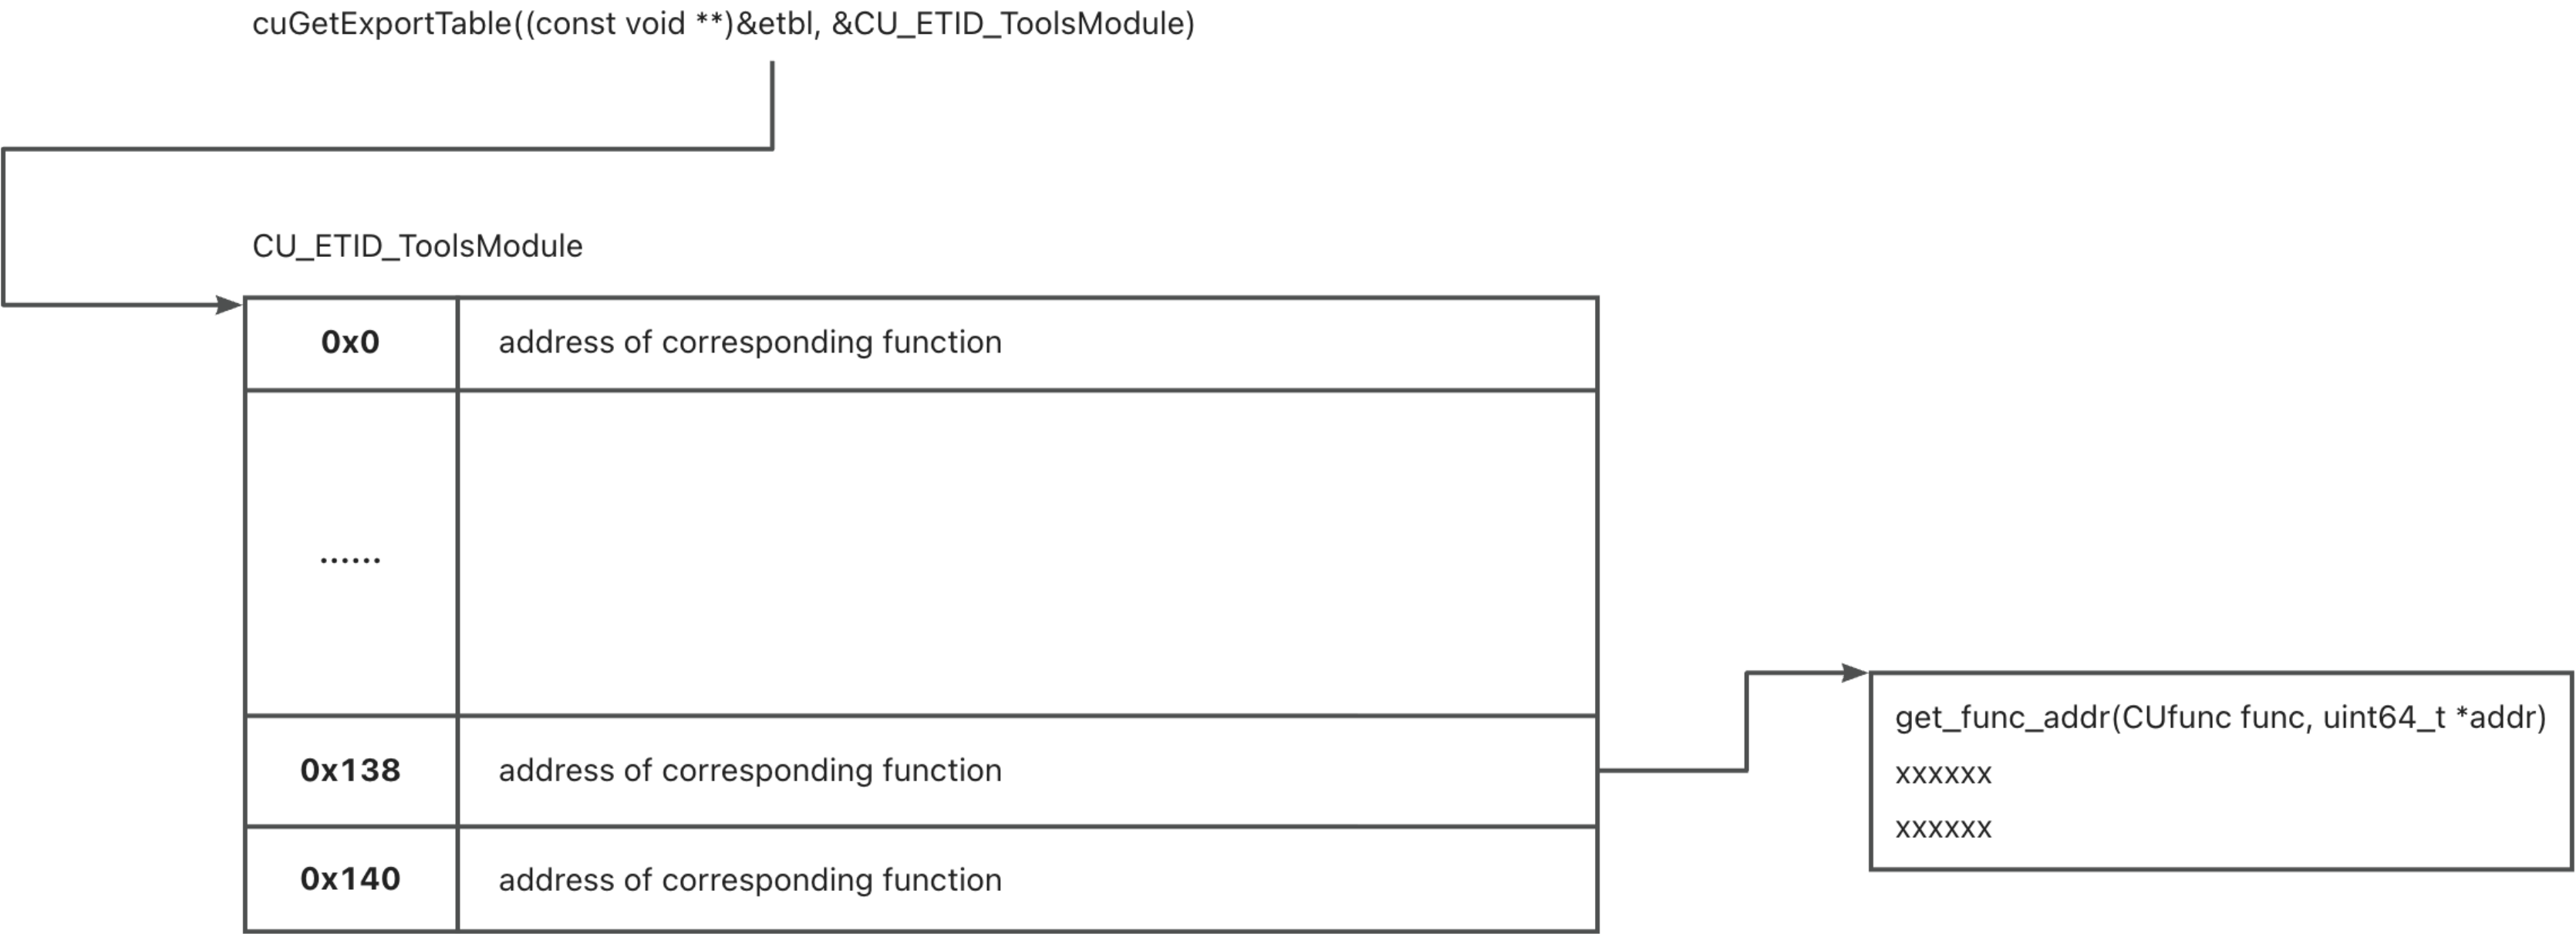 cuGetExportTable((const void **)&etbl, &CU_ETID_ToolsModule)
CU_ETID_ToolsModule
0x0 address of corresponding function
......
0x138 address of corresponding function
0x140 address of corresponding function
get_func_addr(CUfunc func, uint64_t *addr)
xxxxxx
xxxxxx